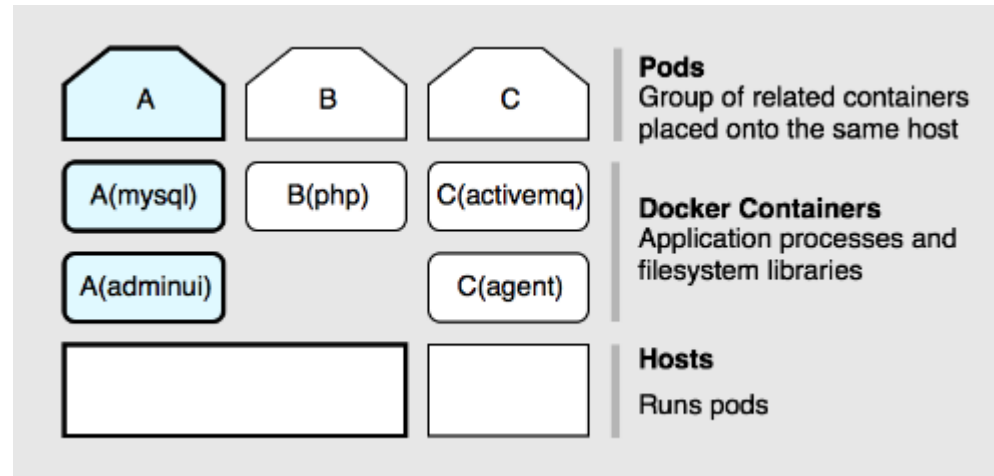 A
B
C
Pods
Group of related containers
placed onto the same host
A(mysql)
B(php)
C(activemq)
A(adminui)
C(agent)
Docker Containers
Application processes and
filesystem libraries
Hosts
Runs pods